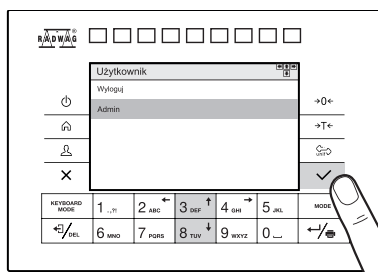 RADWAG®
Użytkownik
Wyloguj
Admin
→0←
→T←
UNIT
KEYBOARD MODE
1 .,?!
2 ABC ←
3 DEF ↑
4 GHI →
5 JKL
MODE
DEL
6 MNO
7 PQRS
8 TUV ↓
9 WXYZ
0